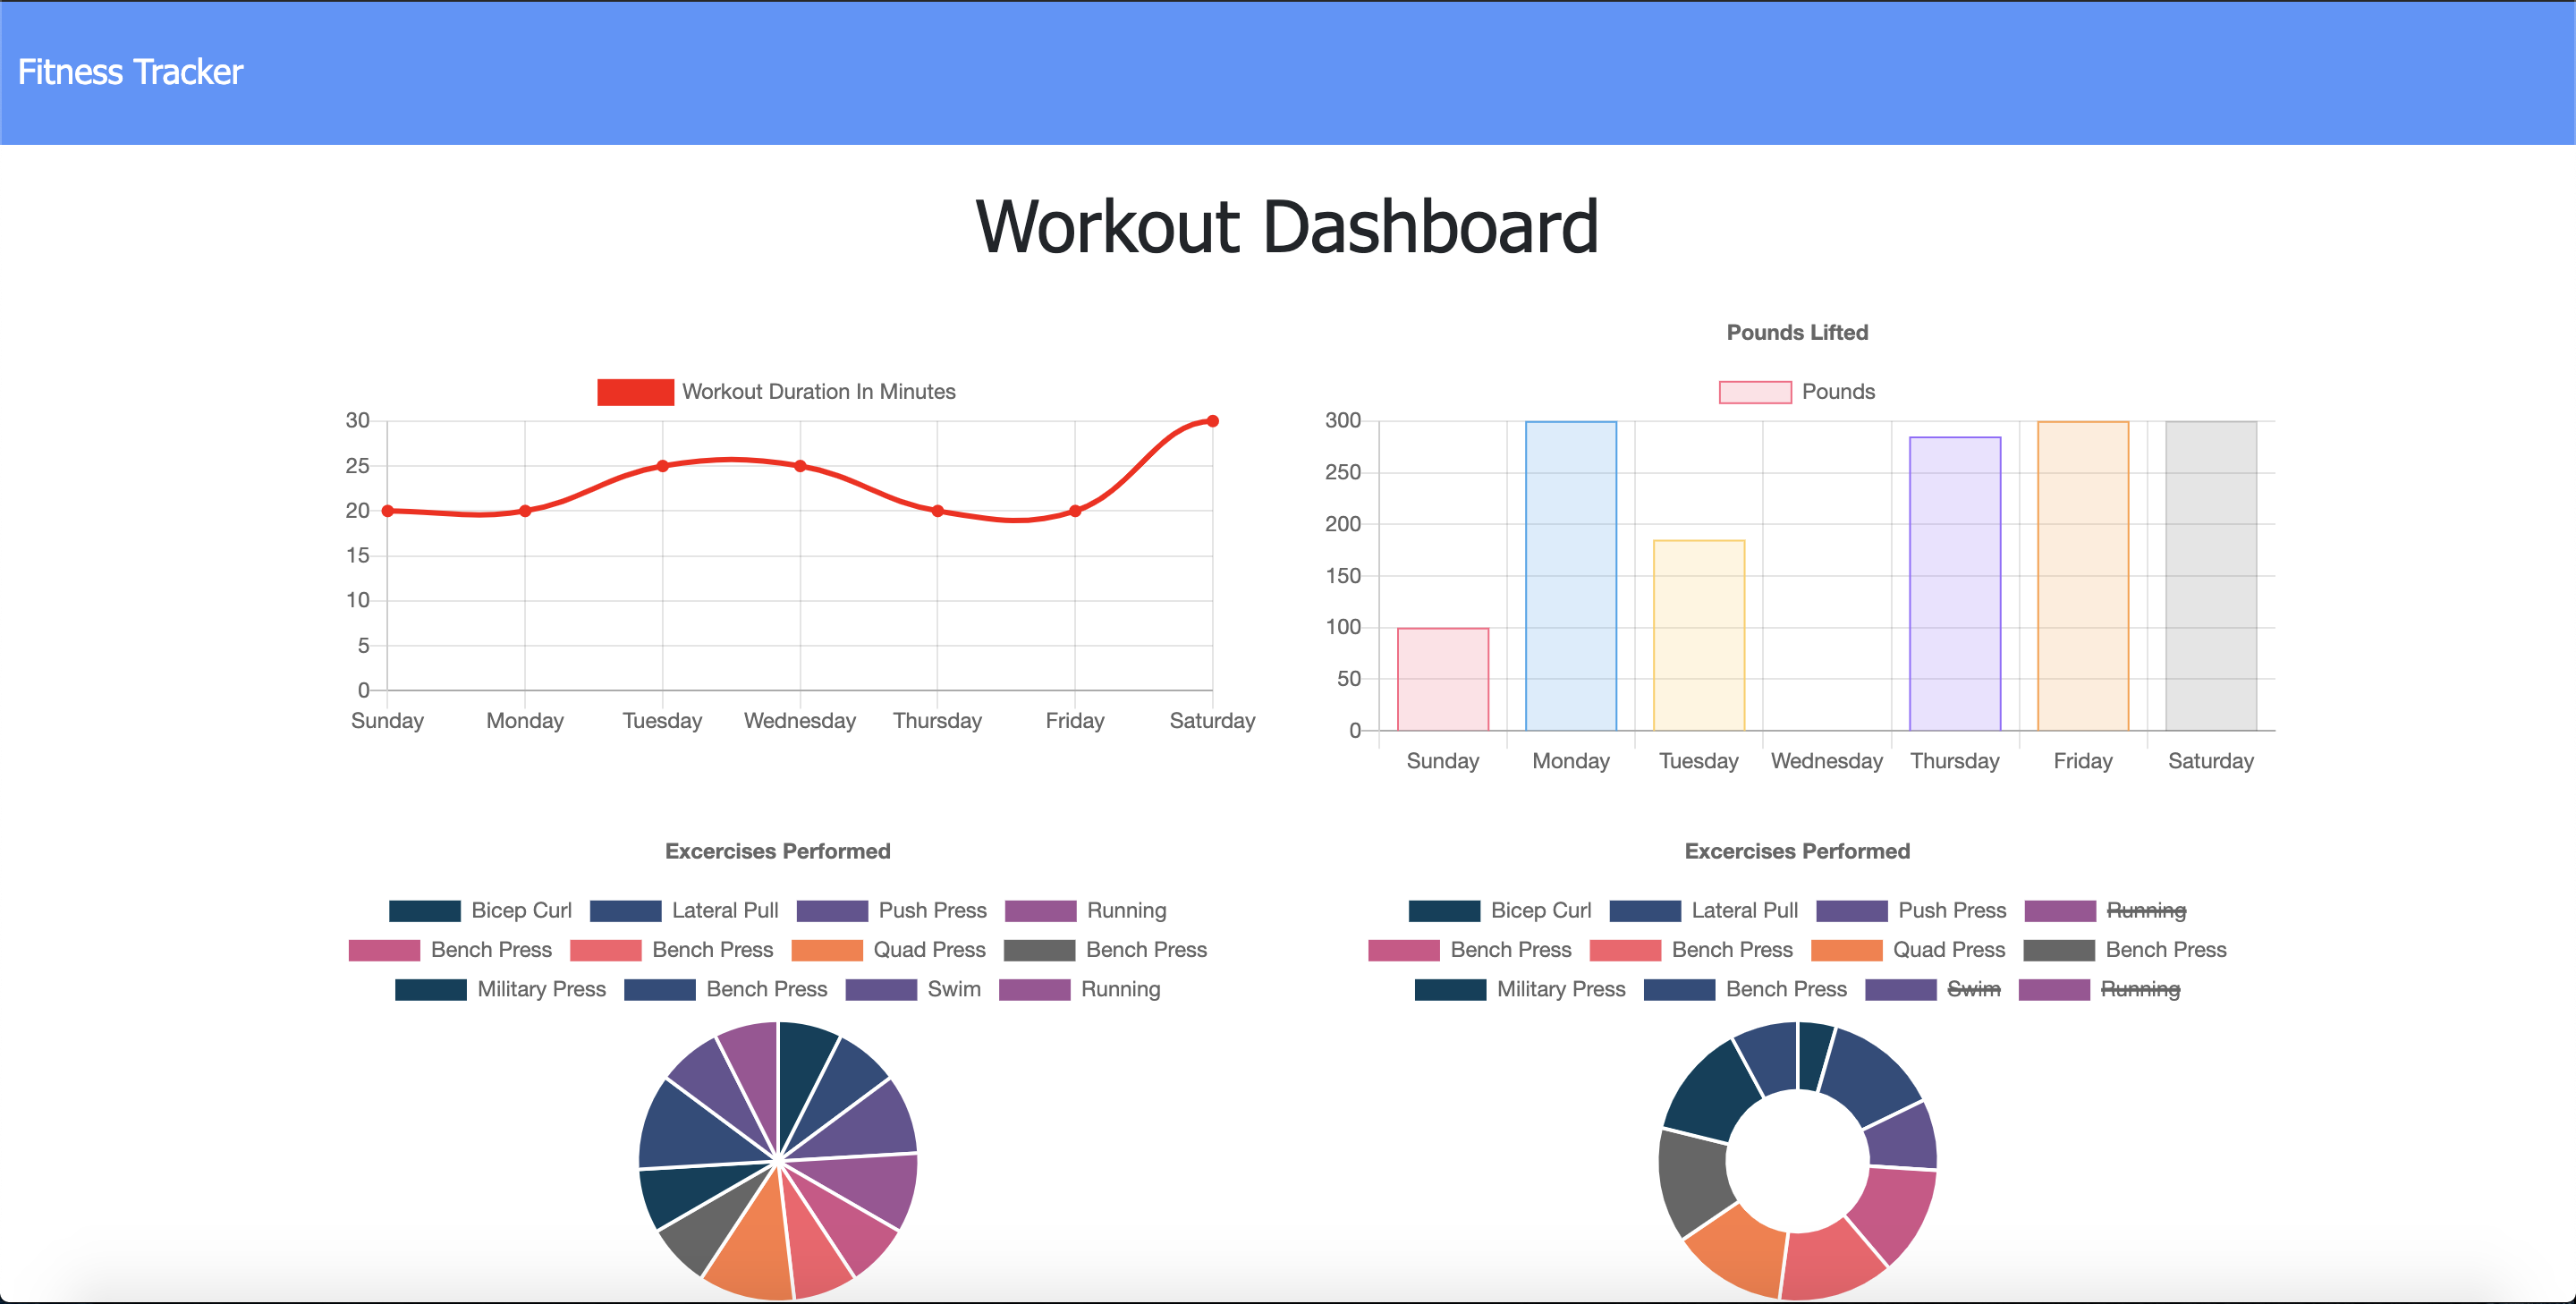 Fitness Tracker
Workout Dashboard
Workout Duration In Minutes
30
25
20
15
10
5
0
Sunday Monday Tuesday Wednesday Thursday Friday Saturday
Pounds Lifted
Pounds
300
250
200
150
100
50
0
Sunday Monday Tuesday Wednesday Thursday Friday Saturday
Excercises Performed
Bicep Curl Lateral Pull Push Press Running
Bench Press Bench Press Quad Press Bench Press
Military Press Bench Press Swim Running
Excercises Performed
Bicep Curl Lateral Pull Push Press Running
Bench Press Bench Press Quad Press Bench Press
Military Press Bench Press Swim Running